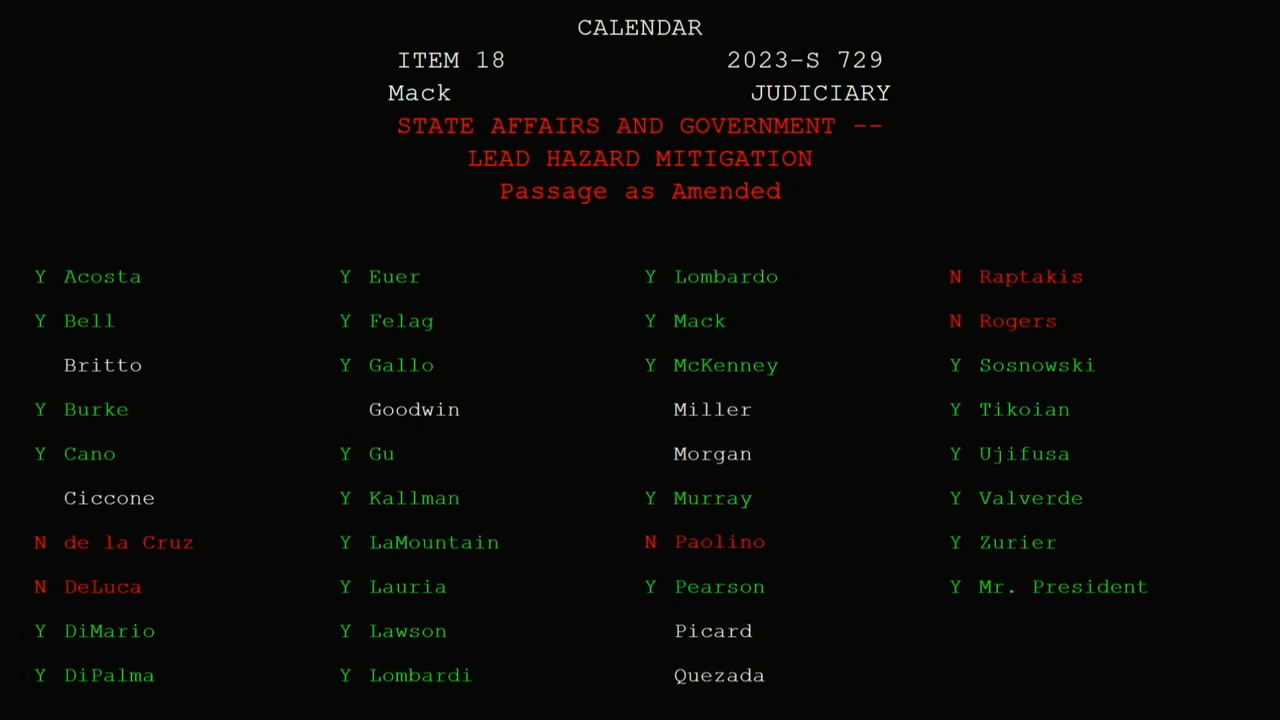 CALENDAR
ITEM 18 2023-S 729
Mack JUDICIARY
STATE AFFAIRS AND GOVERNMENT --
LEAD HAZARD MITIGATION
Passage as Amended
Y Acosta Y Euer Y Lombardo N Raptakis
Y Bell Y Felag Y Mack N Rogers
Britto Y Gallo Y McKenney Y Sosnowski
Y Burke Goodwin Miller Y Tikoian
Y Cano Y Gu Morgan Y Ujifusa
Ciccone Y Kallman Y Murray Y Valverde
N de la Cruz Y LaMountain N Paolino Y Zurier
N DeLuca Y Lauria Y Pearson Y Mr. President
Y DiMario Y Lawson Picard
Y DiPalma Y Lombardi Quezada